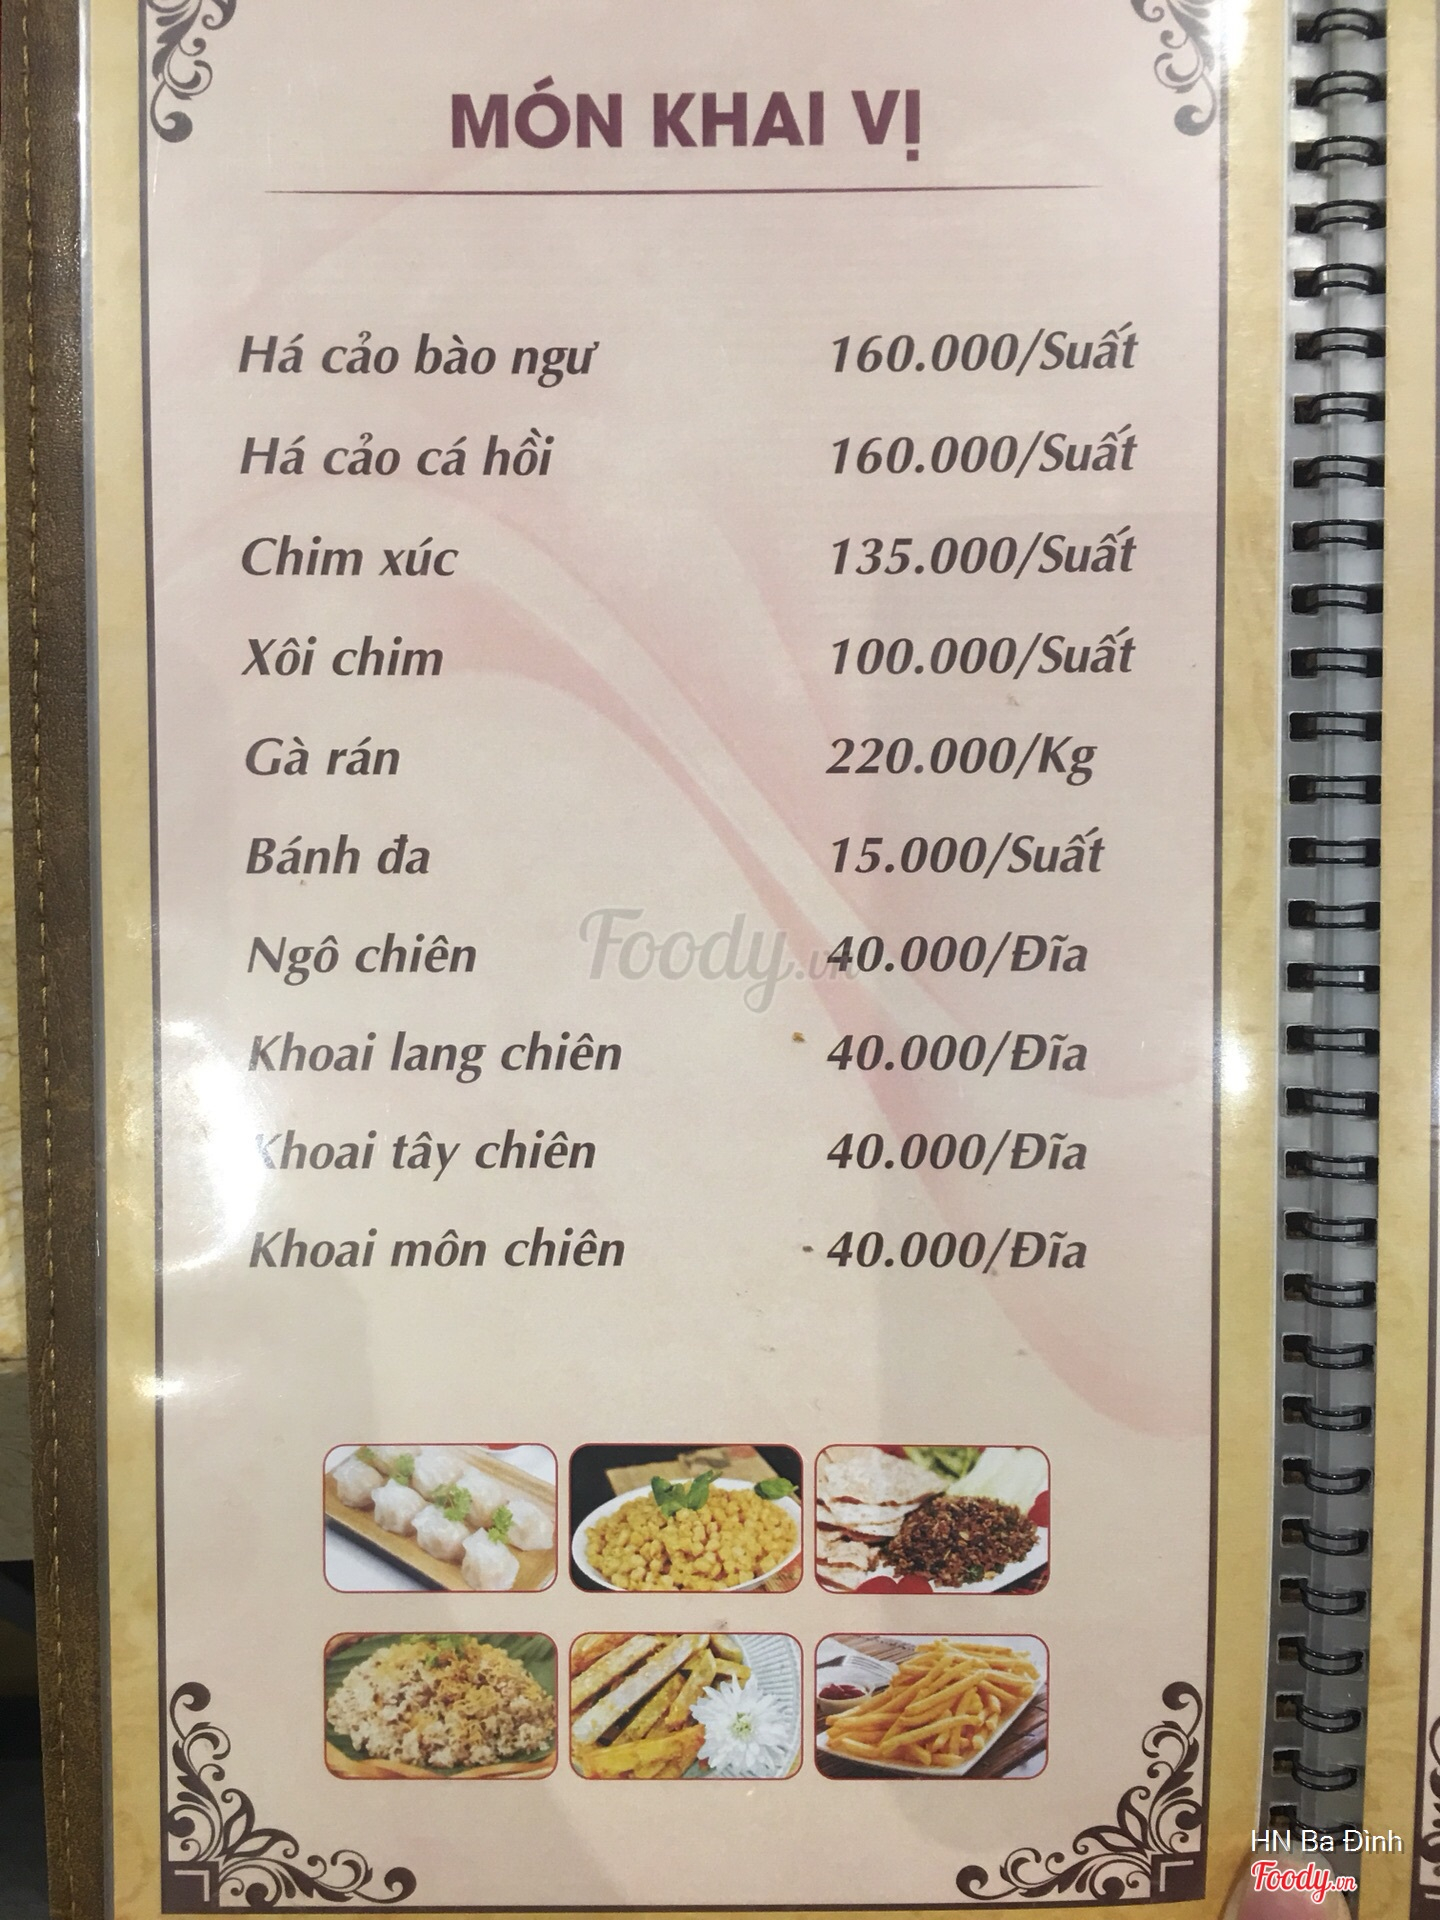 MÓN KHAI VỊ
Há cảo bào ngư 160.000/Suất
Há cảo cá hồi 160.000/Suất
Chim xúc 135.000/Suất
Xôi chim 100.000/Suất
Gà rán 220.000/Kg
Bánh đa 15.000/Suất
Ngô chiên 40.000/Đĩa
Khoai lang chiên 40.000/Đĩa
Khoai tây chiên 40.000/Đĩa
Khoai môn chiên 40.000/Đĩa
Foody.vn
HN Ba Đình
Foody.vn